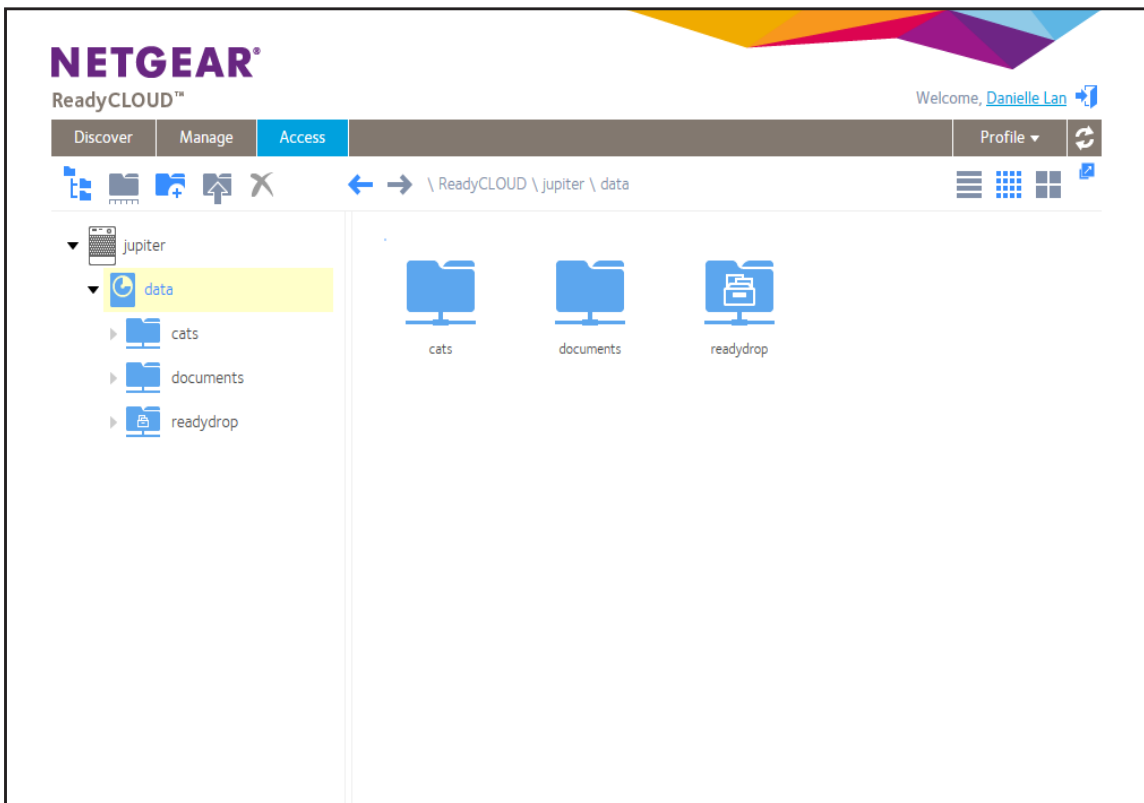 NETGEAR®
ReadyCLOUD™
Welcome, Danielle Lan
Discover Manage Access Profile
\ ReadyCLOUD \ jupiter \ data
jupiter
data
cats
documents
readydrop
cats documents readydrop